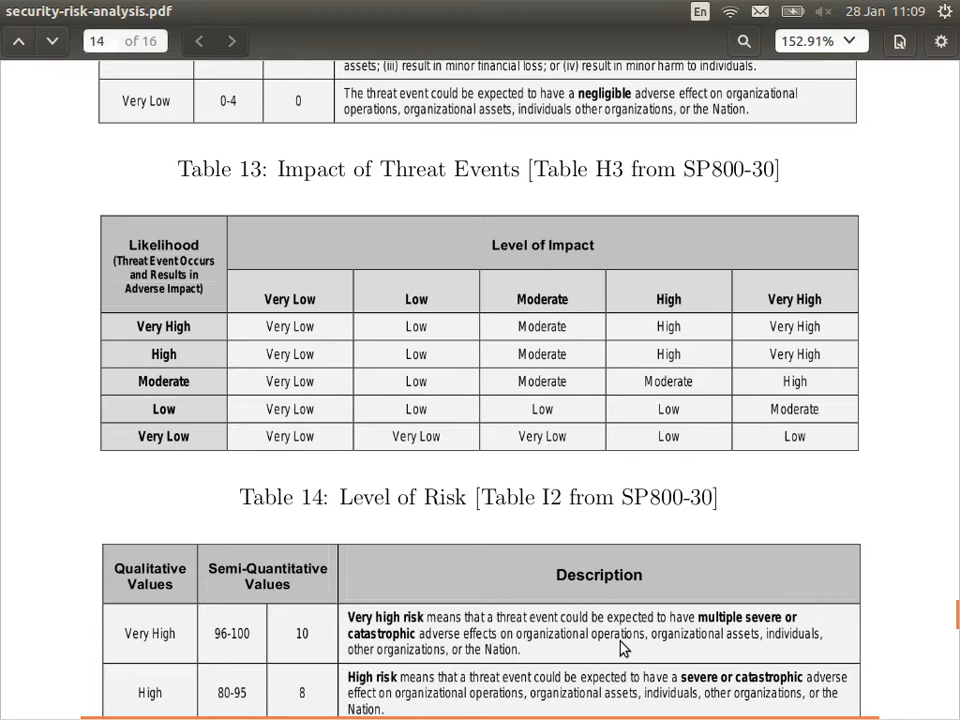 security-risk-analysis.pdf
En
28 Jan 11:09
14 of 16
152.91%
assets; (iii) result in minor financial loss; or (iv) result in minor harm to individuals.
Very Low 0-4 0 The threat event could be expected to have a negligible adverse effect on organizational
operations, organizational assets, individuals other organizations, or the Nation.
Table 13: Impact of Threat Events [Table H3 from SP800-30]
Likelihood
(Threat Event Occurs
and Results in
Adverse Impact)
Level of Impact
Very Low Low Moderate High Very High
Very High Very Low Low Moderate High Very High
High Very Low Low Moderate High Very High
Moderate Very Low Low Moderate Moderate High
Low Very Low Low Low Low Moderate
Very Low Very Low Very Low Very Low Low Low
Table 14: Level of Risk [Table I2 from SP800-30]
Qualitative
Values
Semi-Quantitative
Values
Description
Very High 96-100 10
Very high risk means that a threat event could be expected to have multiple severe or
catastrophic adverse effects on organizational operations, organizational assets, individuals,
other organizations, or the Nation.
High 80-95 8
High risk means that a threat event could be expected to have a severe or catastrophic adverse
effect on organizational operations, organizational assets, individuals, other organizations, or the
Nation.